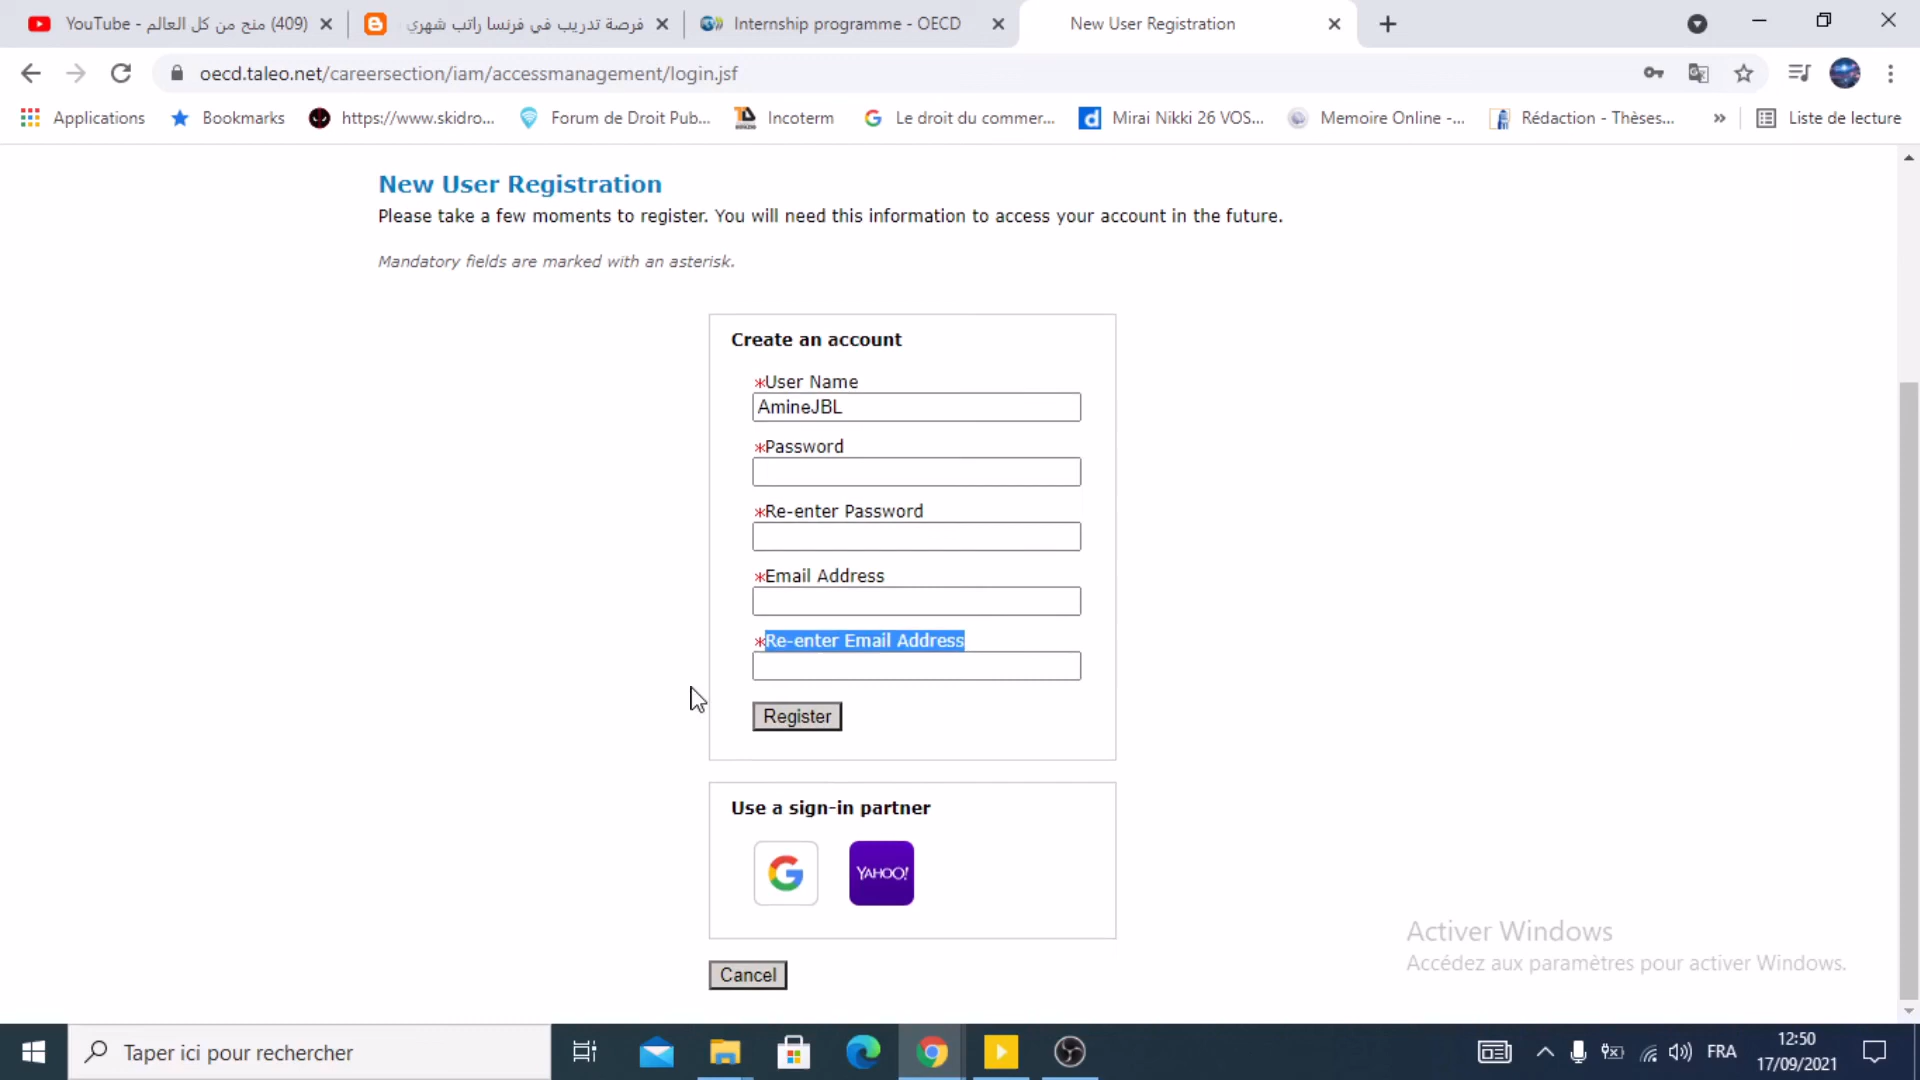 YouTube - منح من كل العالم (409)
فرصة تدريب في فرنسا راتب شهري
Internship programme - OECD
New User Registration
oecd.taleo.net/careersection/iam/accessmanagement/login.jsf
Applications
Bookmarks
https://www.skidro...
Forum de Droit Pub...
Incoterm
Le droit du commer...
Mirai Nikki 26 VOS...
Memoire Online -...
Rédaction - Thèses...
»
Liste de lecture
New User Registration
Please take a few moments to register. You will need this information to access your account in the future.
Mandatory fields are marked with an asterisk.
Create an account
*User Name
AmineJBL
*Password
*Re-enter Password
*Email Address
*Re-enter Email Address
Register
Use a sign-in partner
G
YAHOO!
Cancel
Activer Windows
Accédez aux paramètres pour activer Windows.
Taper ici pour rechercher
FRA
12:50
17/09/2021